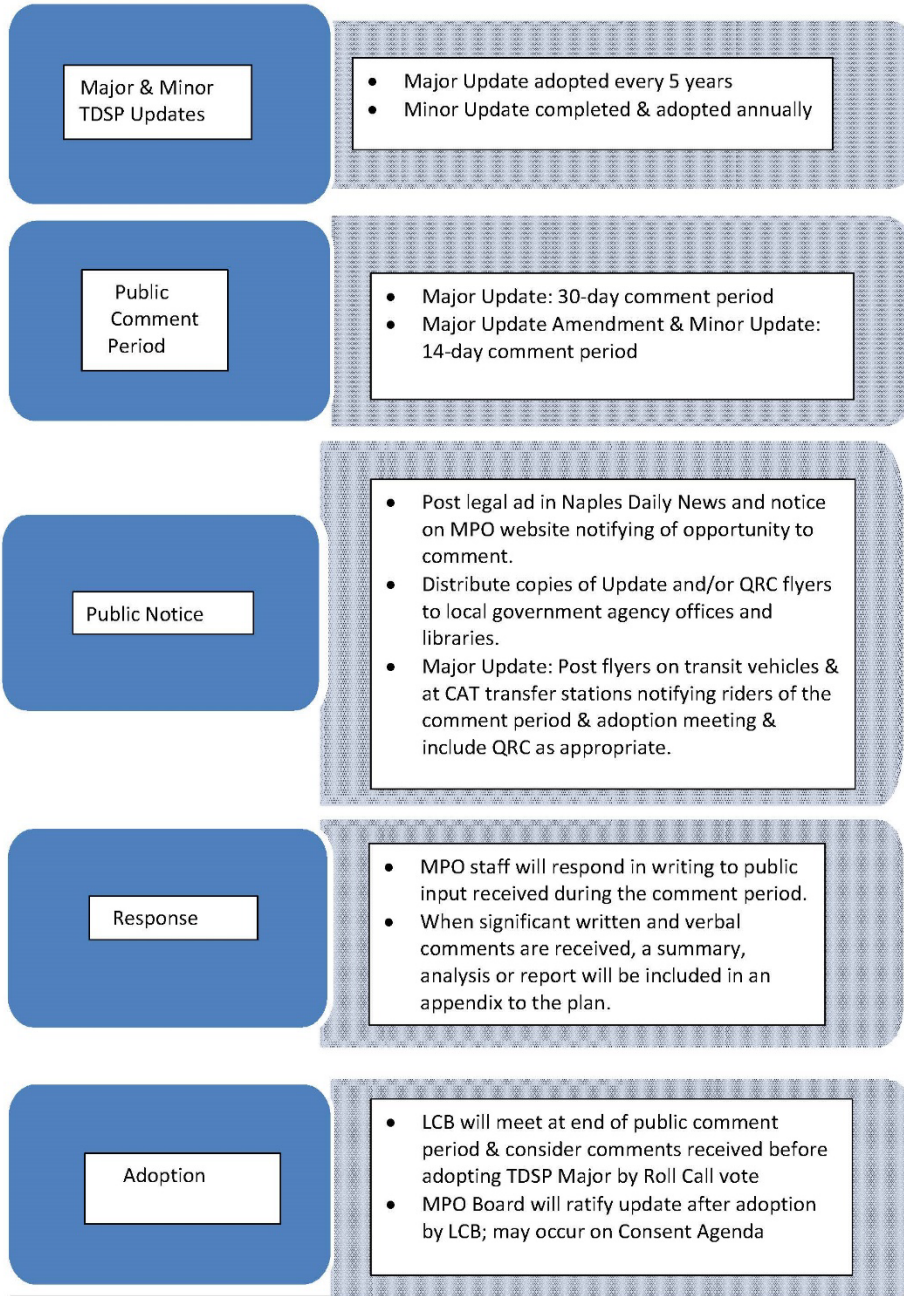 Major & Minor
TDSP Updates
• Major Update adopted every 5 years
• Minor Update completed & adopted annually
Public
Comment
Period
• Major Update: 30-day comment period
• Major Update Amendment & Minor Update:
14-day comment period
Public Notice
• Post legal ad in Naples Daily News and notice
on MPO website notifying of opportunity to
comment.
• Distribute copies of Update and/or QRC flyers
to local government agency offices and
libraries.
• Major Update: Post flyers on transit vehicles &
at CAT transfer stations notifying riders of the
comment period & adoption meeting &
include QRC as appropriate.
Response
• MPO staff will respond in writing to public
input received during the comment period.
• When significant written and verbal
comments are received, a summary,
analysis or report will be included in an
appendix to the plan.
Adoption
• LCB will meet at end of public comment
period & consider comments received before
adopting TDSP Major by Roll Call vote
• MPO Board will ratify update after adoption
by LCB; may occur on Consent Agenda